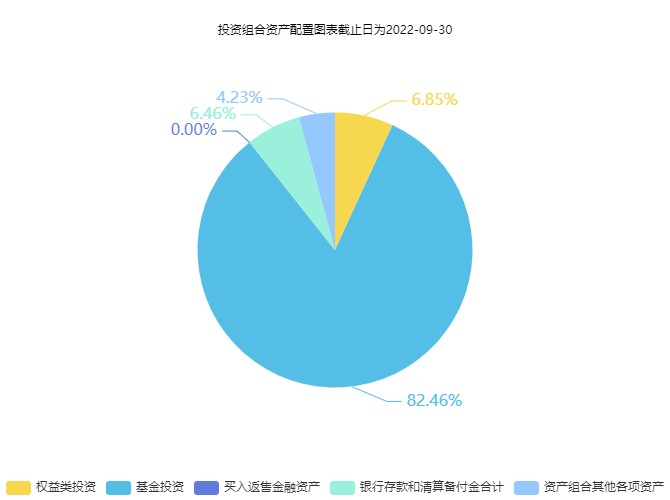 投资组合资产配置图表截止日为2022-09-30
4.23%
6.85%
6.46%
0.00%
82.46%
权益类投资 基金投资 买入返售金融资产 银行存款和清算备付金合计 资产组合其他各项资产